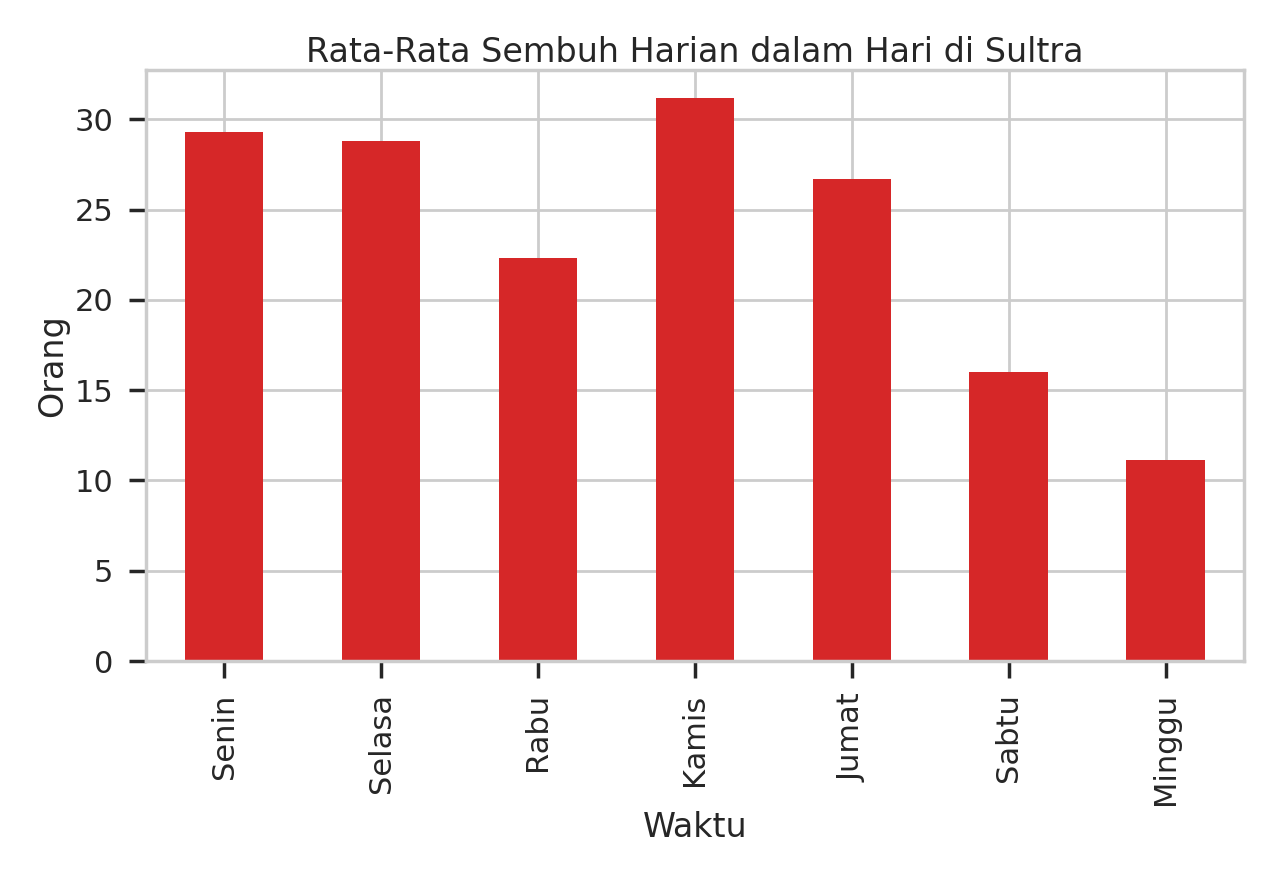 Rata-Rata Sembuh Harian dalam Hari di Sultra
Orang
30
25
20
15
10
5
0
Senin
Selasa
Rabu
Kamis
Jumat
Sabtu
Minggu
Waktu